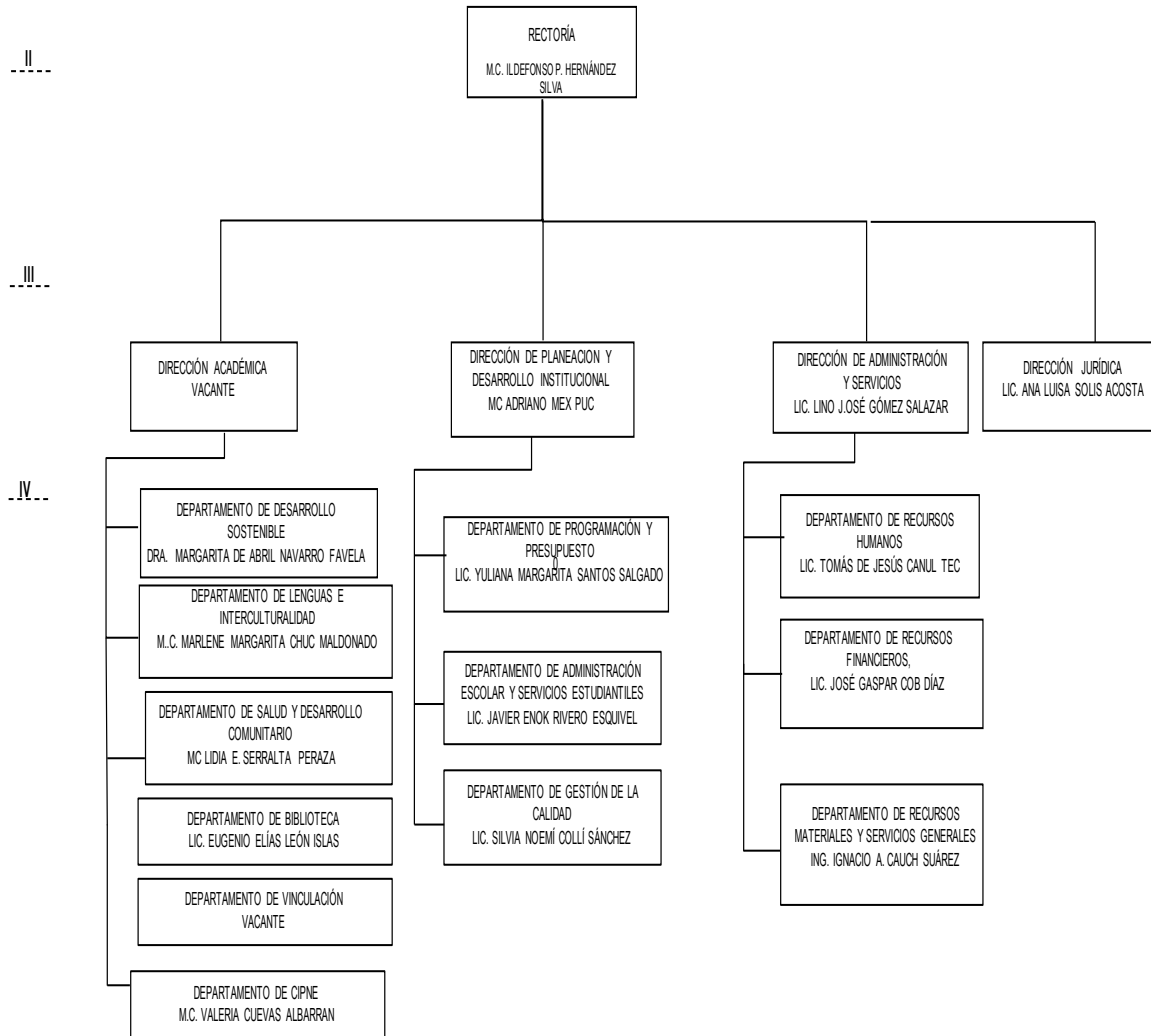 RECTORÍA
M.C. ILDEFONSO P. HERNÁNDEZ
SILVA
II
III
DIRECCIÓN ACADÉMICA
VACANTE
DIRECCIÓN DE PLANEACION Y
DESARROLLO INSTITUCIONAL
MC ADRIANO MEX PUC
DIRECCIÓN DE ADMINISTRACIÓN
Y SERVICIOS
LIC. LINO J.OSÉ GÓMEZ SALAZAR
DIRECCIÓN JURÍDICA
LIC. ANA LUISA SOLIS ACOSTA
IV
DEPARTAMENTO DE DESARROLLO
SOSTENIBLE
DRA. MARGARITA DE ABRIL NAVARRO FAVELA
DEPARTAMENTO DE LENGUAS E
INTERCULTURALIDAD
M..C. MARLENE MARGARITA CHUC MALDONADO
DEPARTAMENTO DE SALUD Y DESARROLLO
COMUNITARIO
MC LIDIA E. SERRALTA PERAZA
DEPARTAMENTO DE BIBLIOTECA
LIC. EUGENIO ELÍAS LEÓN ISLAS
DEPARTAMENTO DE VINCULACIÓN
VACANTE
DEPARTAMENTO DE CIPNE
M.C. VALERIA CUEVAS ALBARRAN
DEPARTAMENTO DE PROGRAMACIÓN Y
PRESUPUESTO
LIC. YULIANA MARGARITA SANTOS SALGADO
DEPARTAMENTO DE ADMINISTRACIÓN
ESCOLAR Y SERVICIOS ESTUDIANTILES
LIC. JAVIER ENOK RIVERO ESQUIVEL
DEPARTAMENTO DE GESTIÓN DE LA
CALIDAD
LIC. SILVIA NOEMÍ COLLÍ SÁNCHEZ
DEPARTAMENTO DE RECURSOS
HUMANOS
LIC. TOMÁS DE JESÚS CANUL TEC
DEPARTAMENTO DE RECURSOS
FINANCIEROS,
LIC. JOSÉ GASPAR COB DÍAZ
DEPARTAMENTO DE RECURSOS
MATERIALES Y SERVICIOS GENERALES
ING. IGNACIO A. CAUCH SUÁREZ